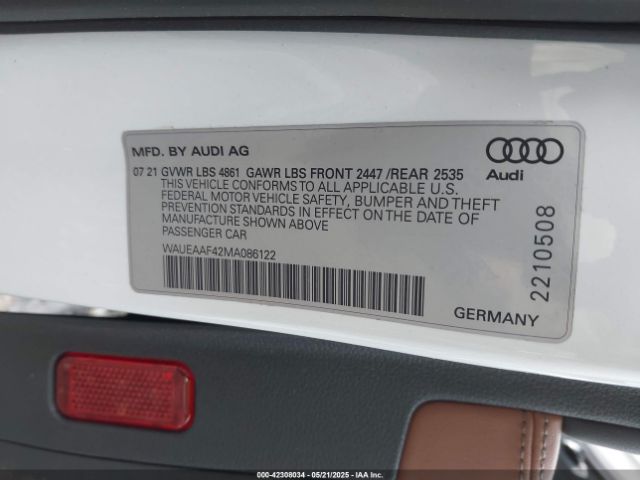 MFD. BY AUDI AG
Audi
07 21 GVWR LBS 4861 GAWR LBS FRONT 2447 /REAR 2535
THIS VEHICLE CONFORMS TO ALL APPLICABLE U.S.
FEDERAL MOTOR VEHICLE SAFETY, BUMPER AND THEFT
PREVENTION STANDARDS IN EFFECT ON THE DATE OF
MANUFACTURE SHOWN ABOVE
PASSENGER CAR
WAUEAAF42MA086122
GERMANY
2210508
000-42308034 - 05/21/2025 - IAAI.COM